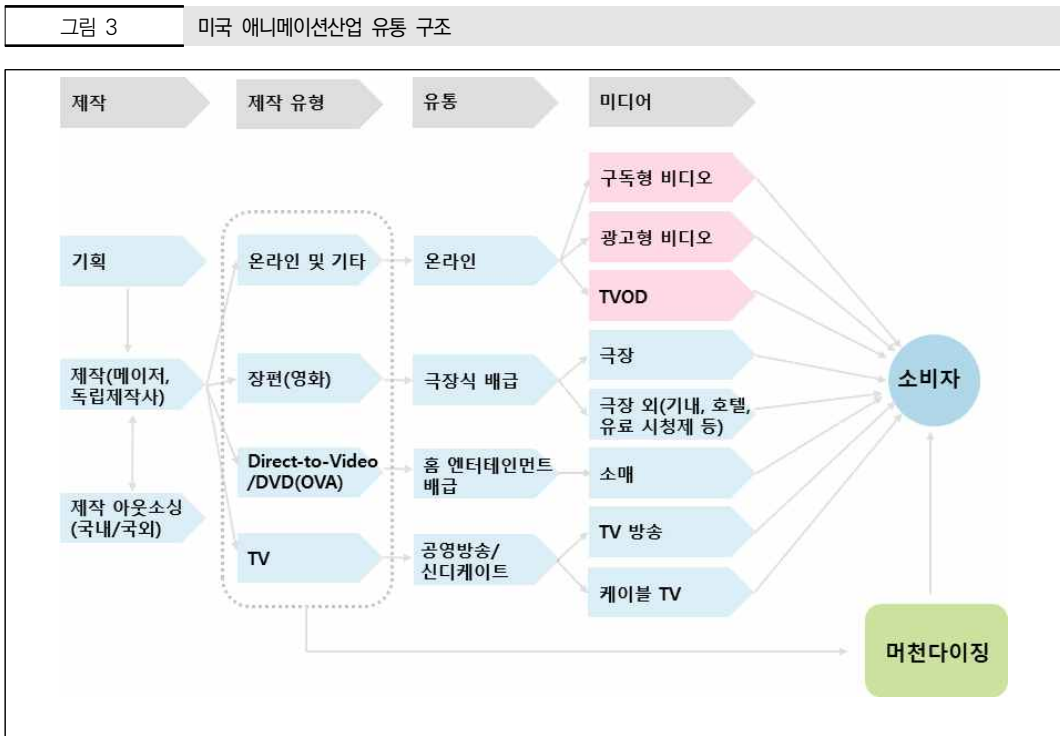 그림 3
미국 애니메이션산업 유통 구조
제작
제작 유형
유통
미디어
구독형 비디오
광고형 비디오
기획
온라인 및 기타
온라인
TVOD
제작(메이저,
독립제작사)
장편(영화)
극장식 배급
극장
극장 외(기내, 호텔,
유료 시청제 등)
소비자
Direct-to-Video
/DVD(OVA)
홈 엔터테인먼트
배급
소매
제작 아웃소싱
(국내/국외)
TV
공영방송/
신디케이트
TV 방송
케이블 TV
머천다이징